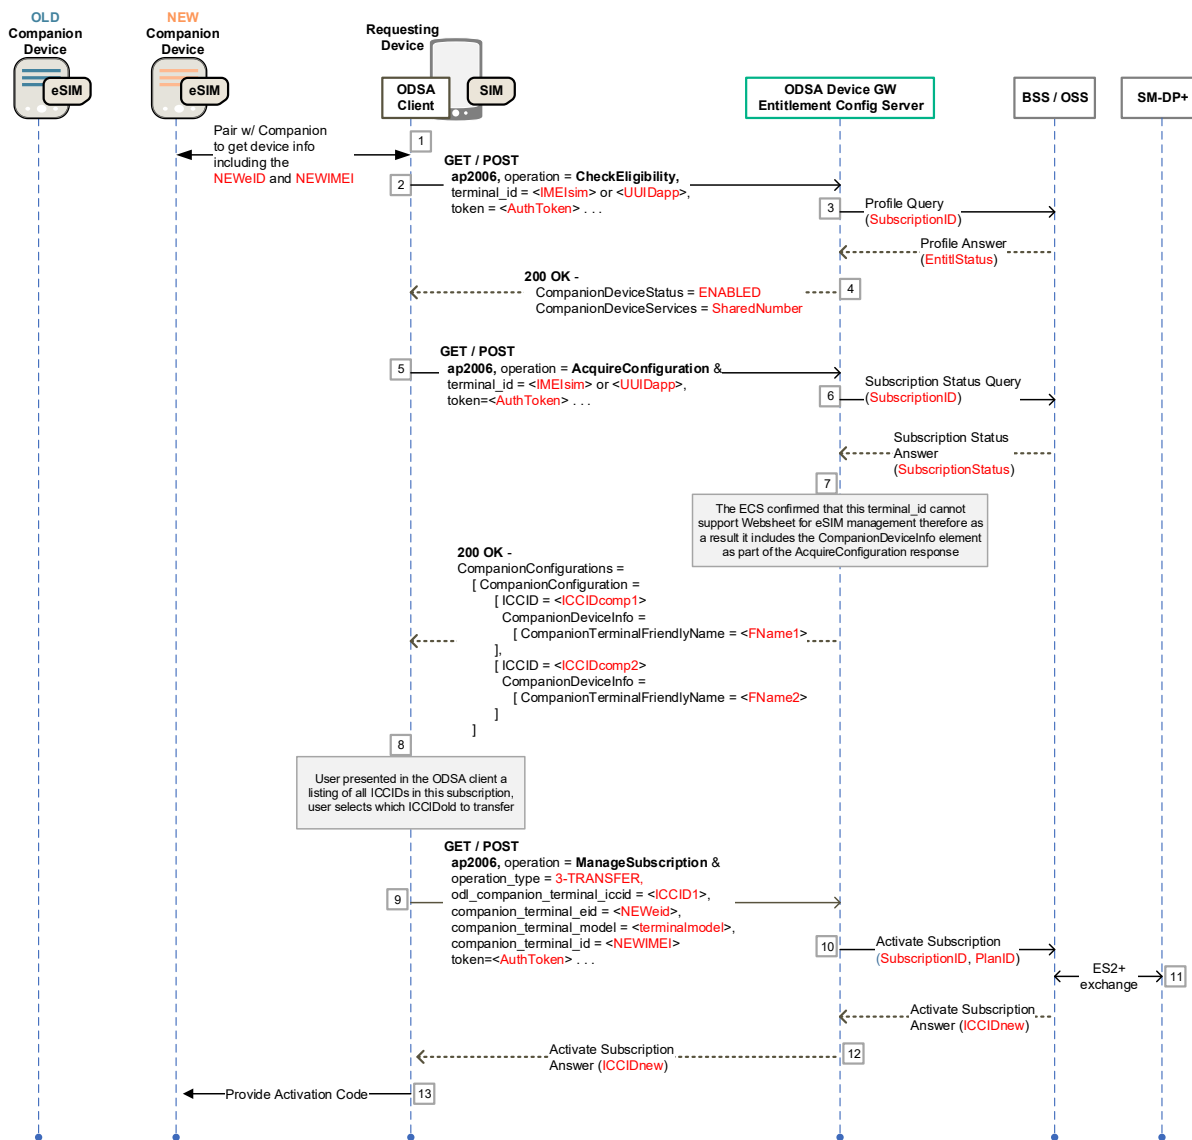 OLD
Companion
Device
eSIM
NEW
Companion
Device
eSIM
Requesting
Device
ODSA
Client
SIM
ODSA Device GW
Entitlement Config Server
BSS / OSS
SM-DP+
1
Pair w/ Companion
to get device info
including the
NEWeID and NEWIMEI
2
GET / POST
ap2006, operation = CheckEligibility,
terminal_id = <IMEIsim> or <UUIDapp>,
token = <AuthToken> . . .
3
Profile Query
(SubscriptionID)
Profile Answer
(EntitlStatus)
4
200 OK -
CompanionDeviceStatus = ENABLED
CompanionDeviceServices = SharedNumber
5
GET / POST
ap2006, operation = AcquireConfiguration &
terminal_id = <IMEIsim> or <UUIDapp>,
token=<AuthToken> . . .
6
Subscription Status Query
(SubscriptionID)
Subscription Status
Answer
(SubscriptionStatus)
7
The ECS confirmed that this terminal_id cannot
support Websheet for eSIM management therefore as
a result it includes the CompanionDeviceInfo element
as part of the AcquireConfiguration response
200 OK -
CompanionConfigurations =
[ CompanionConfiguration =
[ ICCID = <ICCIDcomp1>
CompanionDeviceInfo =
[ CompanionTerminalFriendlyName = <FName1>
],
[ ICCID = <ICCIDcomp2>
CompanionDeviceInfo =
[ CompanionTerminalFriendlyName = <FName2>
]
]
8
User presented in the ODSA client a
listing of all ICCIDs in this subscription,
user selects which ICCIDold to transfer
9
GET / POST
ap2006, operation = ManageSubscription &
operation_type = 3-TRANSFER,
odl_companion_terminal_iccid = <ICCID1>,
companion_terminal_eid = <NEWeid>,
companion_terminal_model = <terminalmodel>,
companion_terminal_id = <NEWIMEI>
token=<AuthToken> . . .
10
Activate Subscription
(SubscriptionID, PlanID)
ES2+
exchange
11
Activate Subscription
Answer (ICCIDnew)
12
Activate Subscription
Answer (ICCIDnew)
13
Provide Activation Code